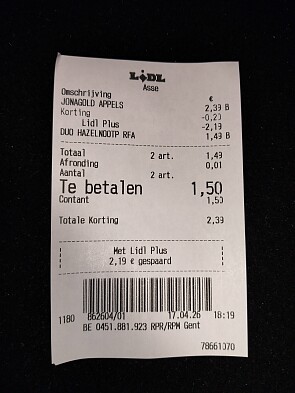 LIDL
Asse
Omschrijving €
JONAGOLD APPELS 2,39 B
Korting -0,20
Lidl Plus -2,19
DUO HAZELNOOTP RFA 1,49 B
Totaal 2 art. 1,49
Afronding 0,01
Aantal 2 art.
Te betalen 1,50
Contant 1,50
Totale Korting 2,39
Met Lidl Plus
2,19 € gespaard
1180 862604/01 17.04.26 18:19
BE 0451.881.923 RPR/RPM Gent
78661070